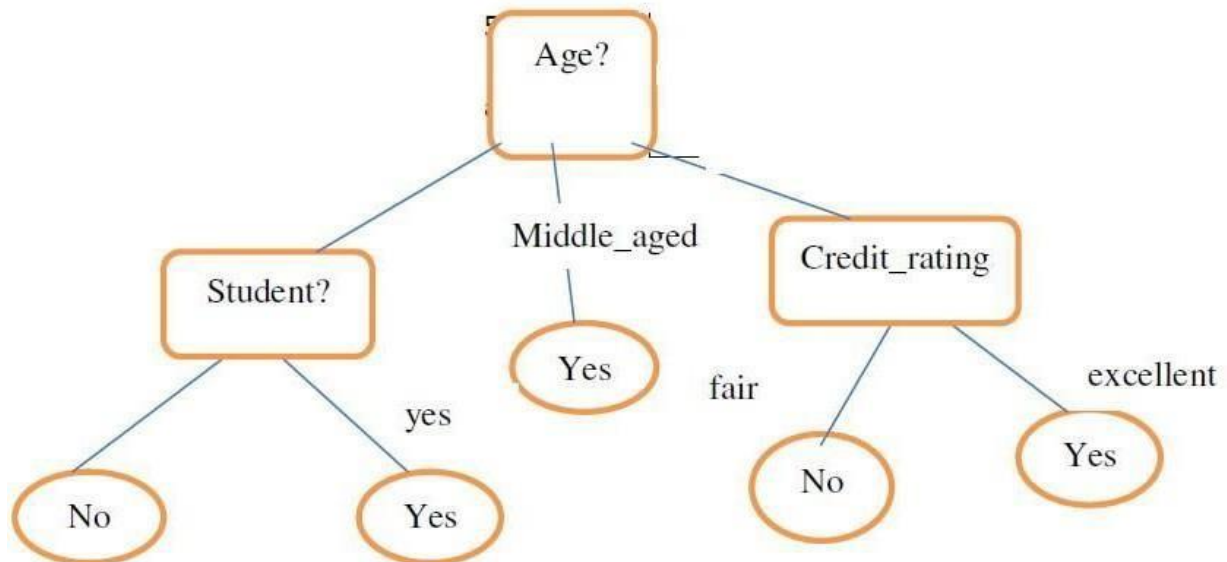 Age?
Middle_aged
Credit_rating
Student?
Yes
fair
excellent
yes
Yes
No
No
Yes